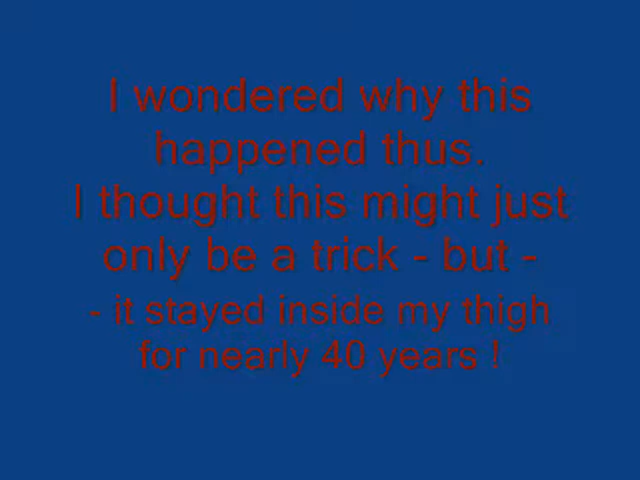 I wondered why this
happened thus.
I thought this might just
only be a trick - but -
- it stayed inside my thigh
for nearly 40 years !